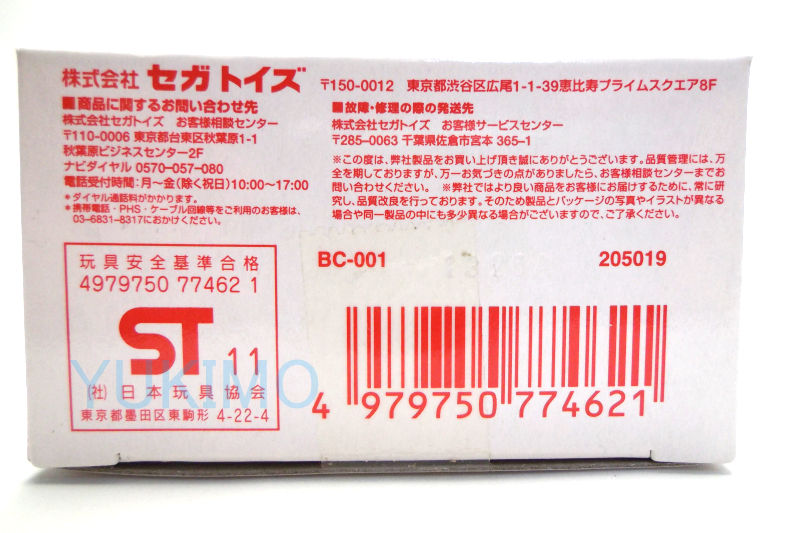 株式会社 セガトイズ 〒150-0012 東京都渋谷区広尾1-1-39恵比寿プライムスクエア8F
■商品に関するお問い合わせ先
株式会社セガトイズ お客様相談センター
〒110-0006 東京都台東区秋葉原1-1
秋葉原ビジネスセンター2F
ナビダイヤル 0570-057-080
電話受付時間:月〜金(除く祝日)10:00〜17:00
*ダイヤル通話料がかかります。
*携帯電話・PHS・ケーブル回線等をご利用のお客様は、
03-6831-8317におかけください。
■故障・修理の際の発送先
株式会社セガトイズ お客様サービスセンター
〒285-0063 千葉県佐倉市宮本 365-1
※この度は、弊社製品をお買い上げ頂き誠にありがとうございます。品質管理には、万
全を期しておりますが、万一お気づきの点がありましたら、お客様相談センターまでお
問い合わせください。 ※弊社ではより良い商品をお客様にお届けするために、常に研
究し、品質改良を行っております。そのため製品とパッケージの写真やイラストが異なる
場合や同一製品の中にも多少異なる場合がございますので、ご了承ください。
玩具安全基準合格
4979750 77462 1
ST 11
(社)日本玩具協会
東京都墨田区東駒形 4-22-4
BC-001 205019
4 979750 774621
YUKIMO